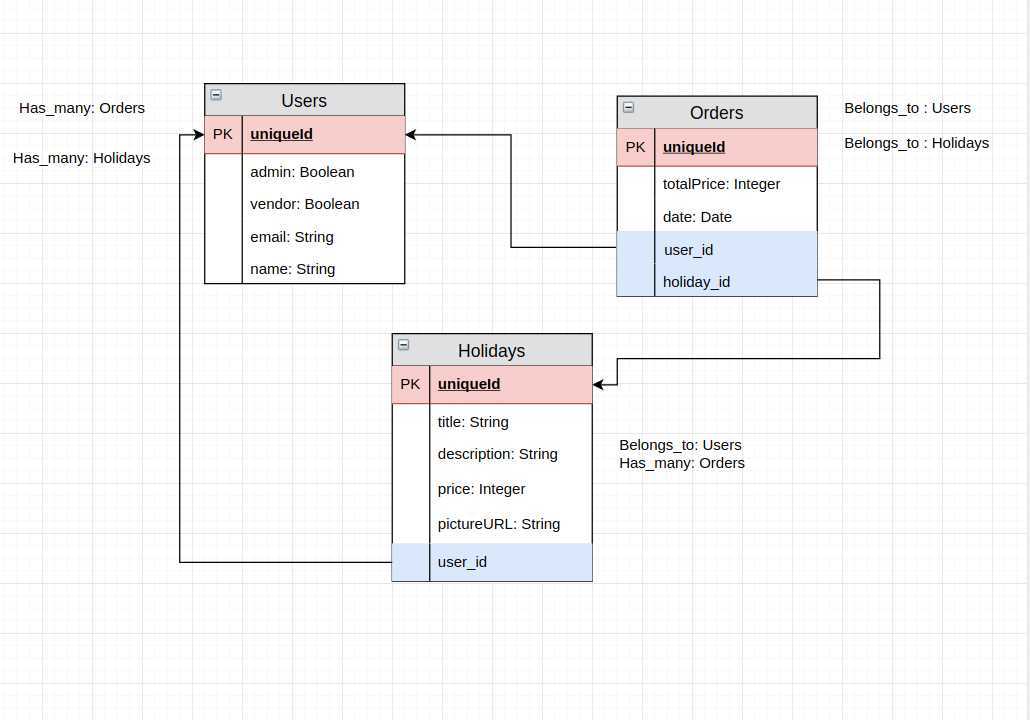 Has_many: Orders
Has_many: Holidays
Users
PK uniqueId
admin: Boolean
vendor: Boolean
email: String
name: String
Orders
PK uniqueId
totalPrice: Integer
date: Date
user_id
holiday_id
Belongs_to : Users
Belongs_to : Holidays
Holidays
PK uniqueId
title: String
description: String
price: Integer
pictureURL: String
user_id
Belongs_to: Users
Has_many: Orders